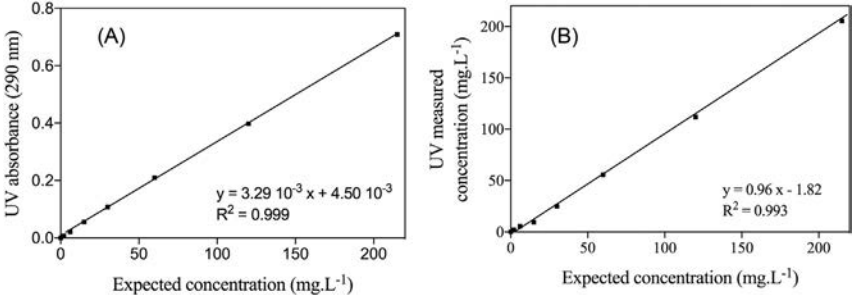 (A)
UV absorbance (290 nm)
0.8
0.6
0.4
0.2
0.0
y = 3.29 10⁻³ x + 4.50 10⁻³
R² = 0.999
0 50 100 150 200
Expected concentration (mg.L⁻¹)
(B)
UV measured
concentration (mg.L⁻¹)
200
150
100
50
0
y = 0.96 x - 1.82
R² = 0.993
0 50 100 150 200
Expected concentration (mg.L⁻¹)